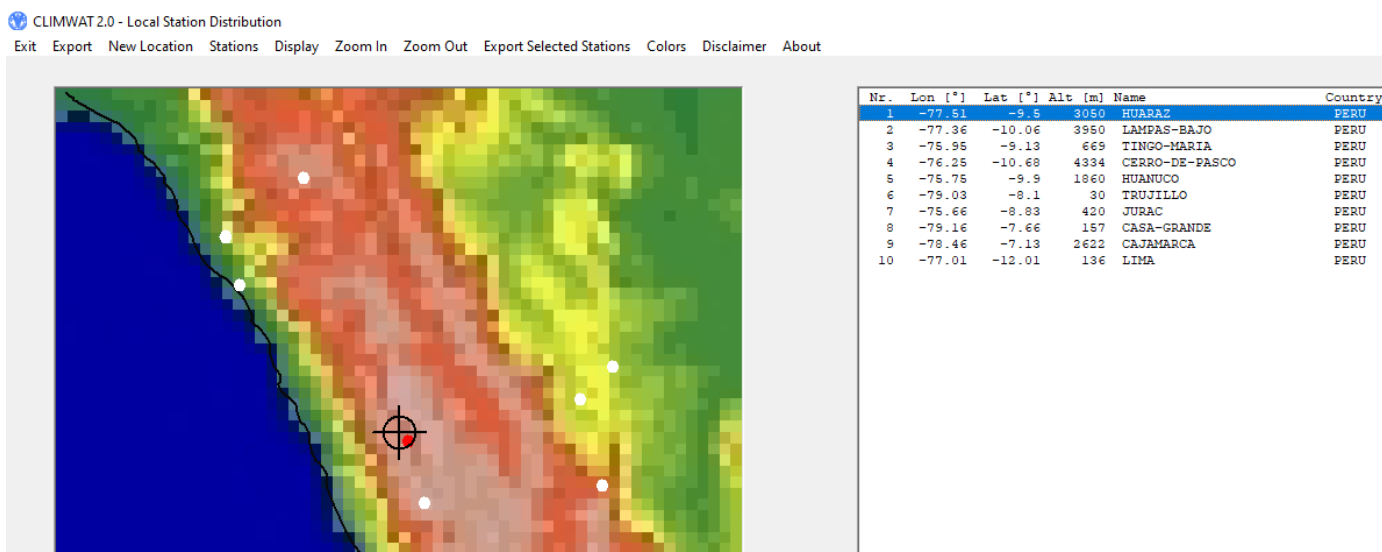 CLIMWAT 2.0 - Local Station Distribution
Exit Export New Location Stations Display Zoom In Zoom Out Export Selected Stations Colors Disclaimer About
Nr. Lon [°] Lat [°] Alt [m] Name Country
1 -77.51 -9.5 3050 HUARAZ PERU
2 -77.36 -10.06 3950 LAMPAS-BAJO PERU
3 -75.95 -9.13 669 TINGO-MARIA PERU
4 -76.25 -10.68 4334 CERRO-DE-PASCO PERU
5 -75.75 -9.9 1860 HUANUCO PERU
6 -79.03 -8.1 30 TRUJILLO PERU
7 -75.66 -8.83 420 JURAC PERU
8 -79.16 -7.66 157 CASA-GRANDE PERU
9 -78.46 -7.13 2622 CAJAMARCA PERU
10 -77.01 -12.01 136 LIMA PERU